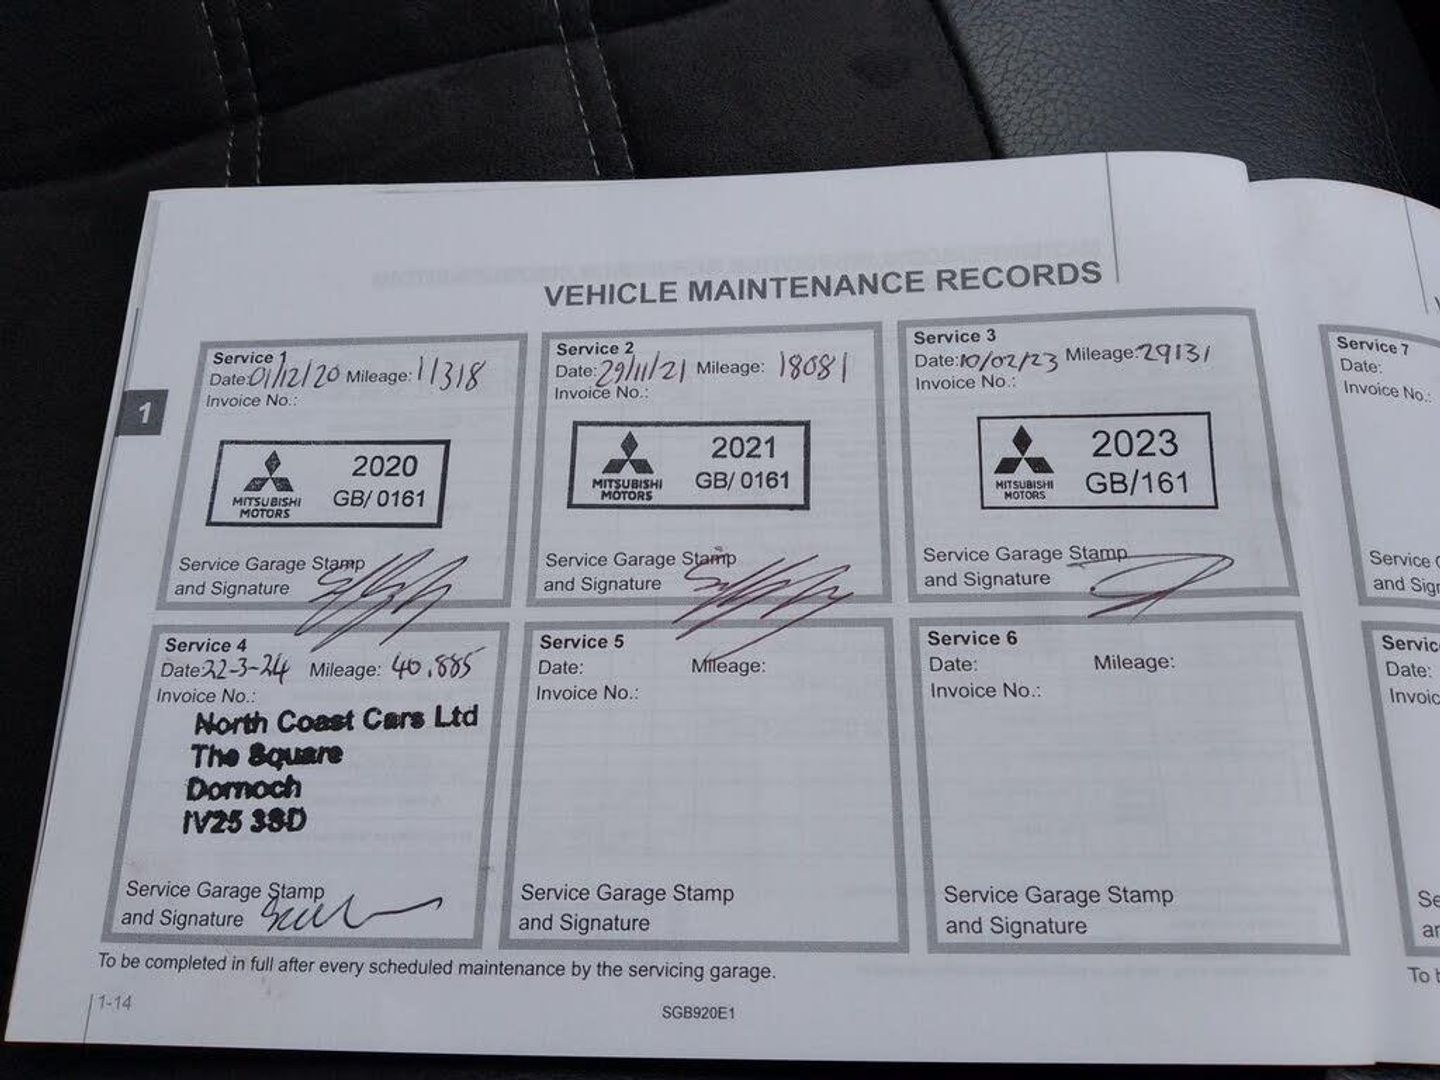 VEHICLE MAINTENANCE RECORDS
1
Service 1
Date: 01/12/20 Mileage: 11318
Invoice No.:
2020
GB/ 0161
MITSUBISHI
MOTORS
Service Garage Stamp
and Signature
Service 2
Date: 29/11/21 Mileage: 18081
Invoice No.:
2021
GB/ 0161
MITSUBISHI
MOTORS
Service Garage Stamp
and Signature
Service 3
Date: 10/02/23 Mileage: 29131
Invoice No.:
2023
GB/161
MITSUBISHI
MOTORS
Service Garage Stamp
and Signature
Service 7
Date:
Invoice No.:
Service
and
Service 4
Date: 22-3-24 Mileage: 40.885
Invoice No.:
North Coast Cars Ltd
The Square
Dornoch
IV25 3SD
Service Garage Stamp
and Signature
Service 5
Date: Mileage:
Invoice No.:
Service Garage Stamp
and Signature
Service 6
Date: Mileage:
Invoice No.:
Service Garage Stamp
and Signature
Date:
To be completed in full after every scheduled maintenance by the servicing garage.
To
1-14
SGB920E1